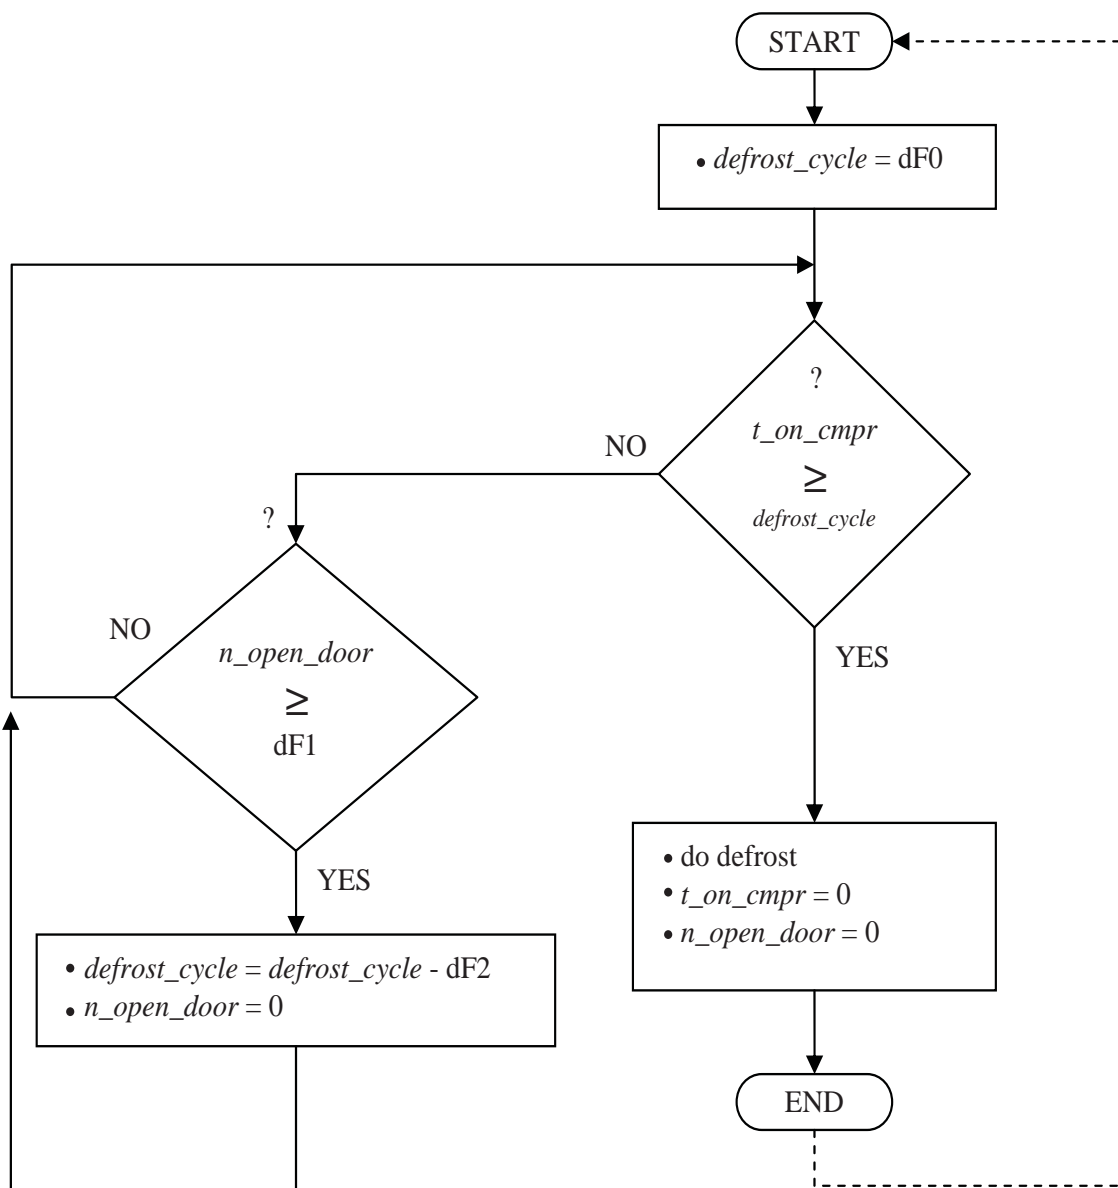 START
• defrost_cycle = dF0
?
t_on_cmpr
≥
defrost_cycle
NO
?
NO
n_open_door
≥
dF1
YES
YES
• do defrost
• t_on_cmpr = 0
• n_open_door = 0
• defrost_cycle = defrost_cycle - dF2
• n_open_door = 0
END